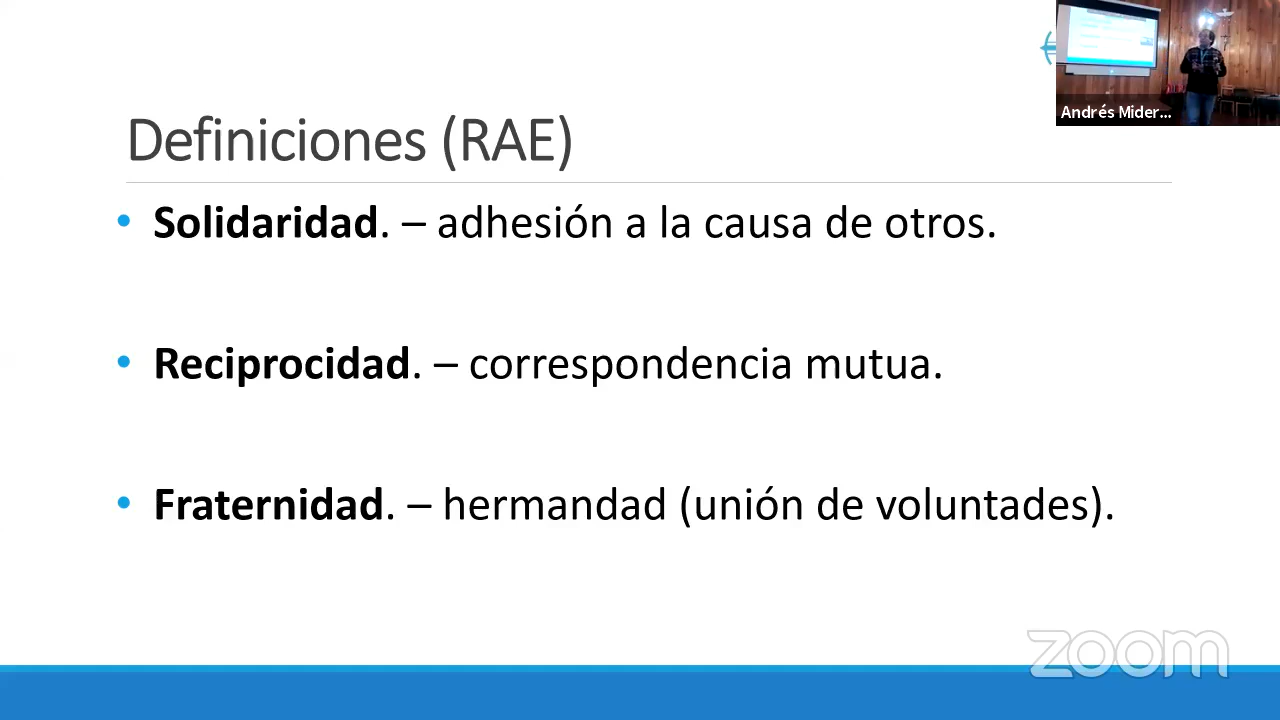 Definiciones (RAE)
• Solidaridad. – adhesión a la causa de otros.
• Reciprocidad. – correspondencia mutua.
• Fraternidad. – hermandad (unión de voluntades).
Andrés Mider...
zoom